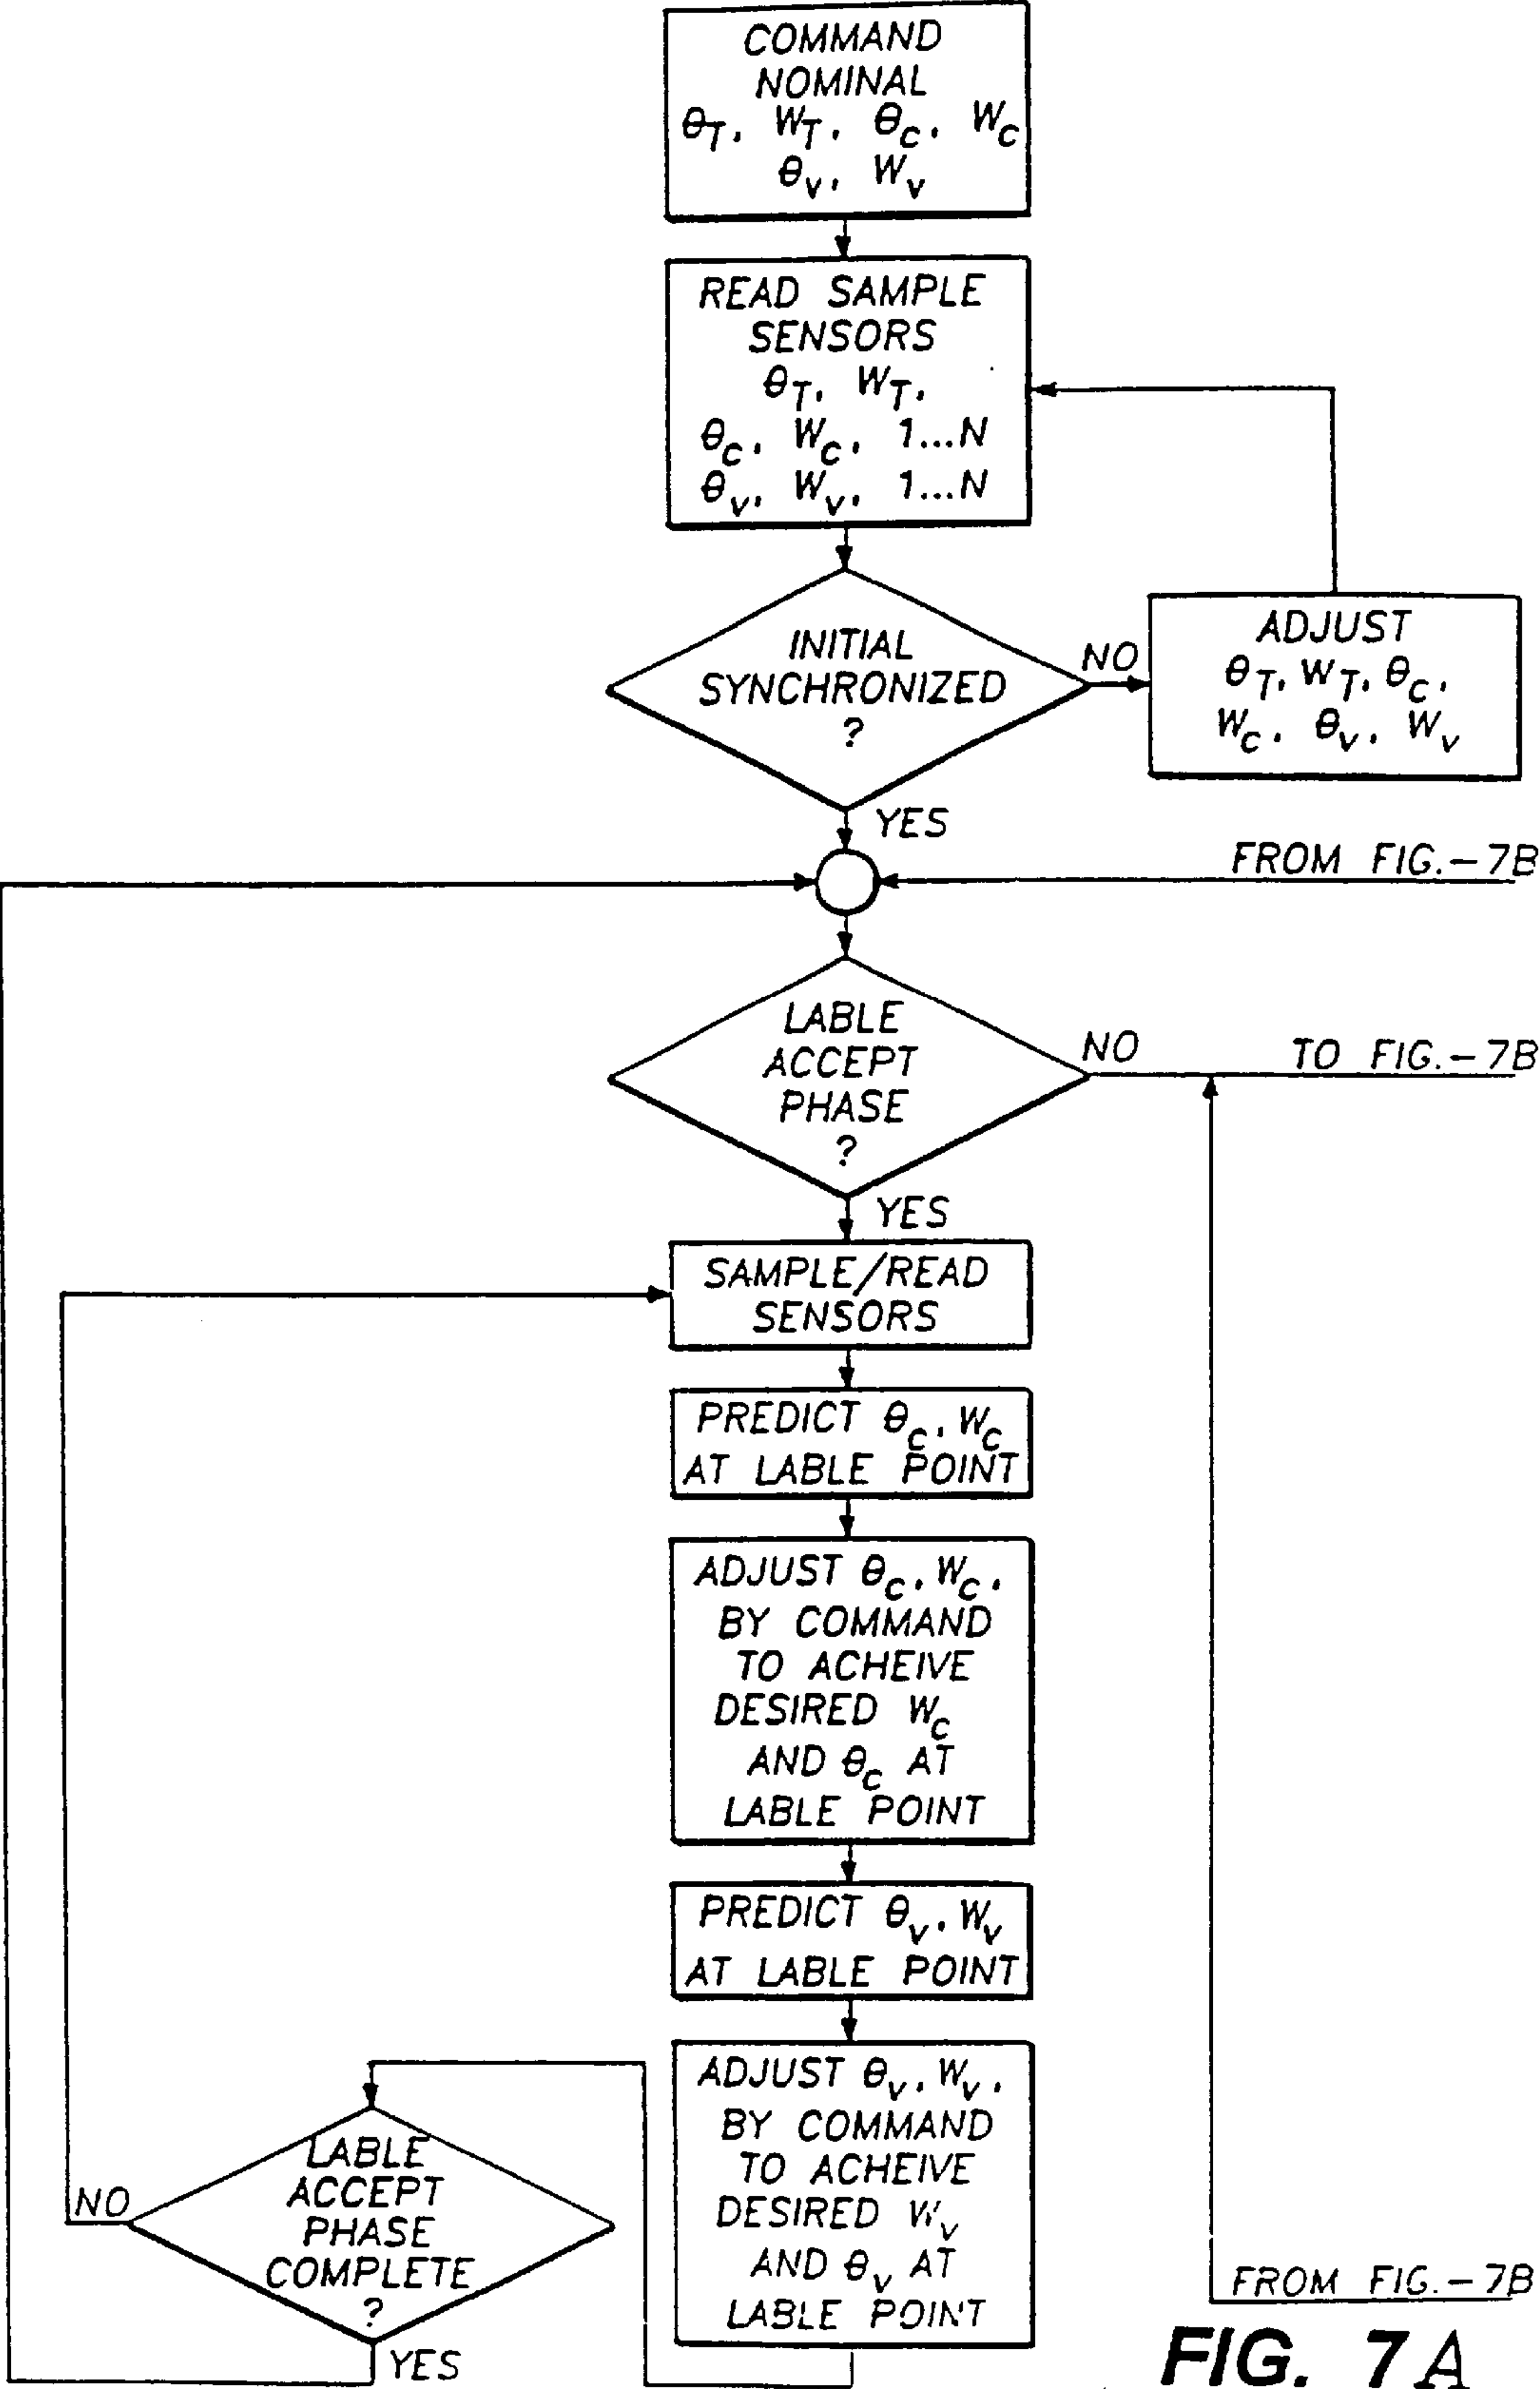 COMMAND
NOMINAL
θT, WT, θc, Wc
θv, Wv
READ SAMPLE
SENSORS
θT, WT,
θc, Wc, 1...N
θv, Wv, 1...N
INITIAL
SYNCHRONIZED
?
NO
ADJUST
θT, WT, θc,
Wc, θv, Wv
YES
FROM FIG.-7B
LABLE
ACCEPT
PHASE
?
NO
TO FIG.-7B
YES
SAMPLE/READ
SENSORS
PREDICT θc, Wc
AT LABLE POINT
ADJUST θc, Wc,
BY COMMAND
TO ACHEIVE
DESIRED Wc
AND θc AT
LABLE POINT
PREDICT θv, Wv
AT LABLE POINT
ADJUST θv, Wv,
BY COMMAND
TO ACHEIVE
DESIRED Wv
AND θv AT
LABLE POINT
LABLE
ACCEPT
PHASE
COMPLETE
?
NO
YES
FROM FIG.-7B
FIG. 7A